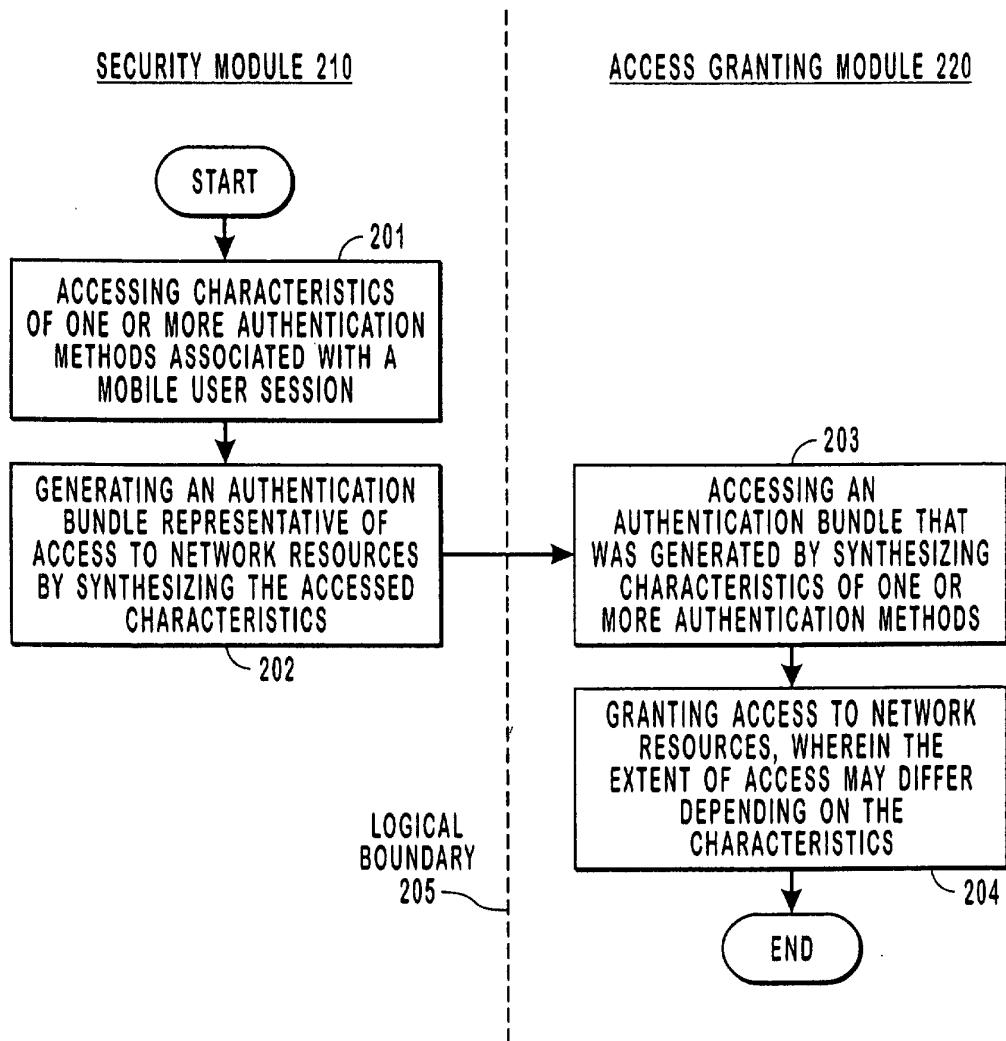 SECURITY MODULE 210
START
201
ACCESSING CHARACTERISTICS
OF ONE OR MORE AUTHENTICATION
METHODS ASSOCIATED WITH A
MOBILE USER SESSION
GENERATING AN AUTHENTICATION
BUNDLE REPRESENTATIVE OF
ACCESS TO NETWORK RESOURCES
BY SYNTHESIZING THE ACCESSED
CHARACTERISTICS
202
LOGICAL
BOUNDARY
205
ACCESS GRANTING MODULE 220
203
ACCESSING AN
AUTHENTICATION BUNDLE THAT
WAS GENERATED BY SYNTHESIZING
CHARACTERISTICS OF ONE OR
MORE AUTHENTICATION METHODS
GRANTING ACCESS TO NETWORK
RESOURCES, WHEREIN THE
EXTENT OF ACCESS MAY DIFFER
DEPENDING ON THE
CHARACTERISTICS
204
END